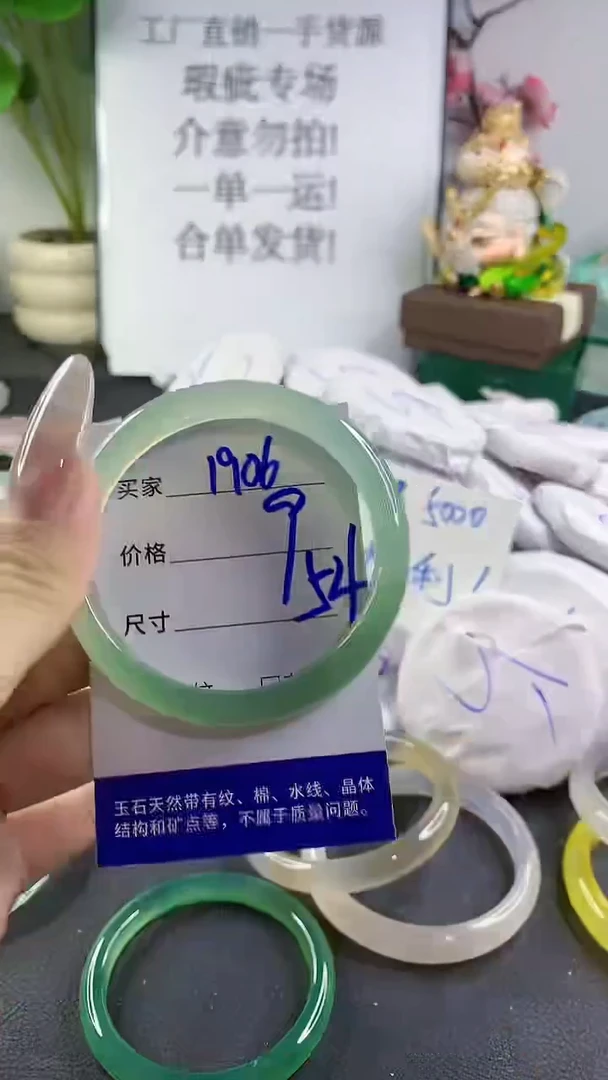 工厂直销一手货源
瑕疵专场
介意勿拍!
一单一运!
合单发货!
买家 1906
价格 9
尺寸 54
5000
利!
玉石天然带有纹、棉、水线、晶体
结构和矿点等，不属于质量问题。